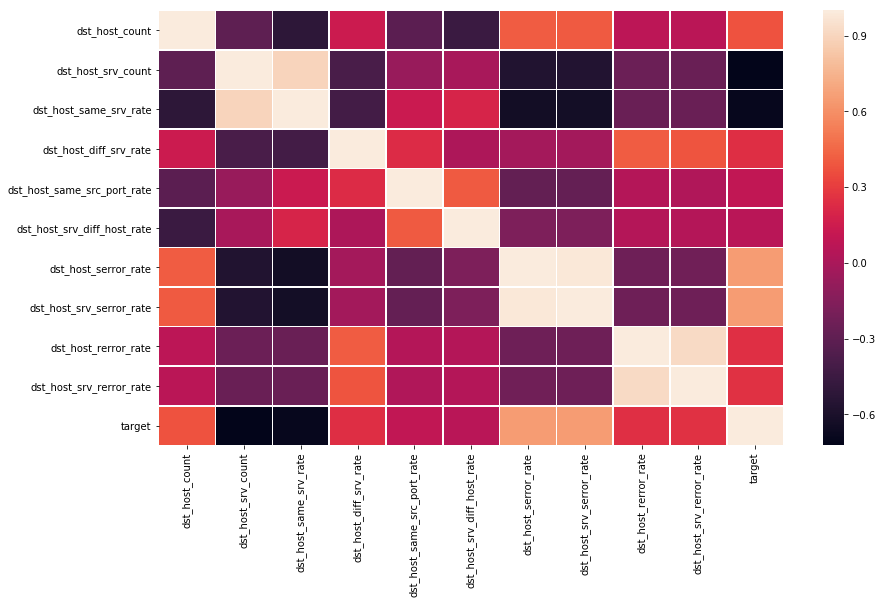 dst_host_count
dst_host_srv_count
dst_host_same_srv_rate
dst_host_diff_srv_rate
dst_host_same_src_port_rate
dst_host_srv_diff_host_rate
dst_host_serror_rate
dst_host_srv_serror_rate
dst_host_rerror_rate
dst_host_srv_rerror_rate
target
dst_host_count
dst_host_srv_count
dst_host_same_srv_rate
dst_host_diff_srv_rate
dst_host_same_src_port_rate
dst_host_srv_diff_host_rate
dst_host_serror_rate
dst_host_srv_serror_rate
dst_host_rerror_rate
dst_host_srv_rerror_rate
target
0.9
0.6
0.3
0.0
−0.3
−0.6